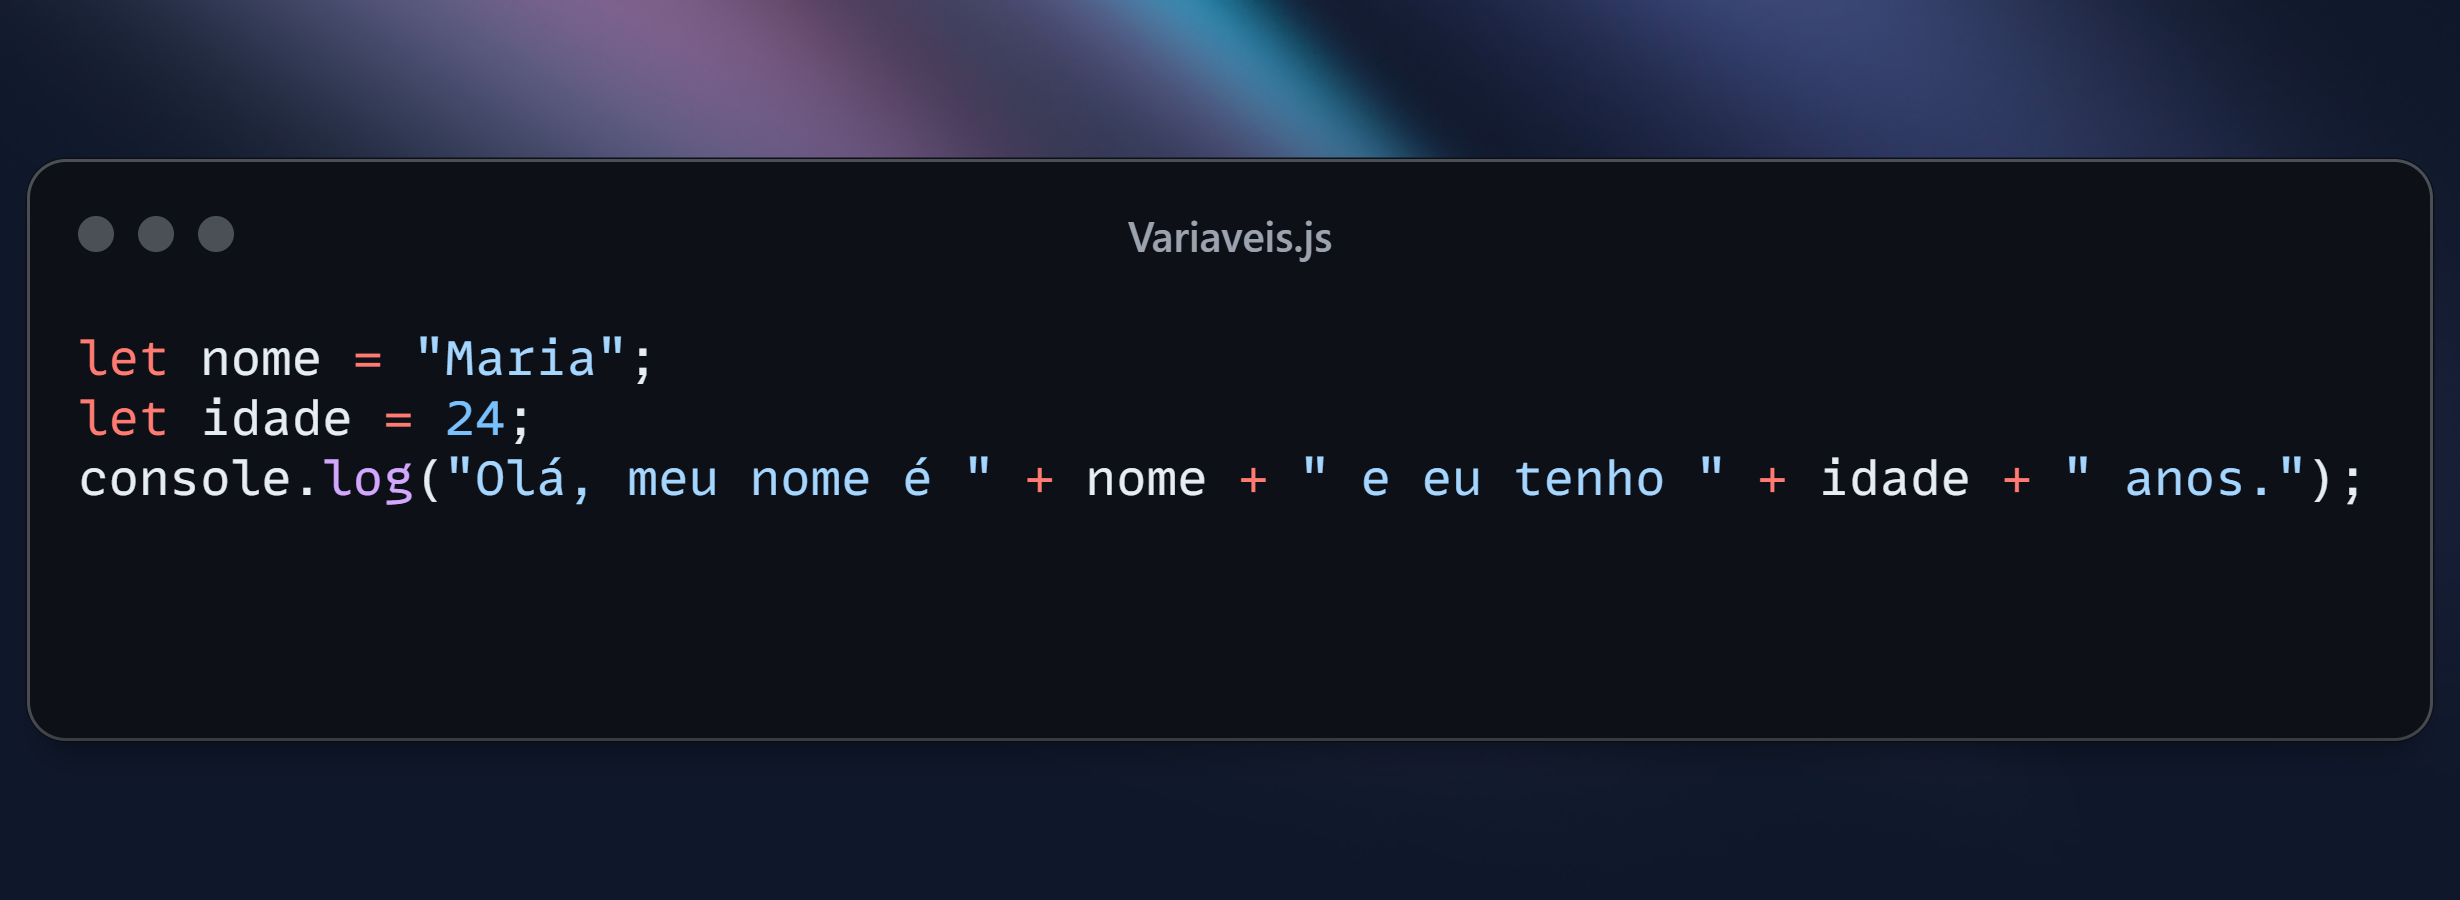 Variaveis.js
let nome = "Maria";
let idade = 24;
console.log("Olá, meu nome é " + nome + " e eu tenho " + idade + " anos.");